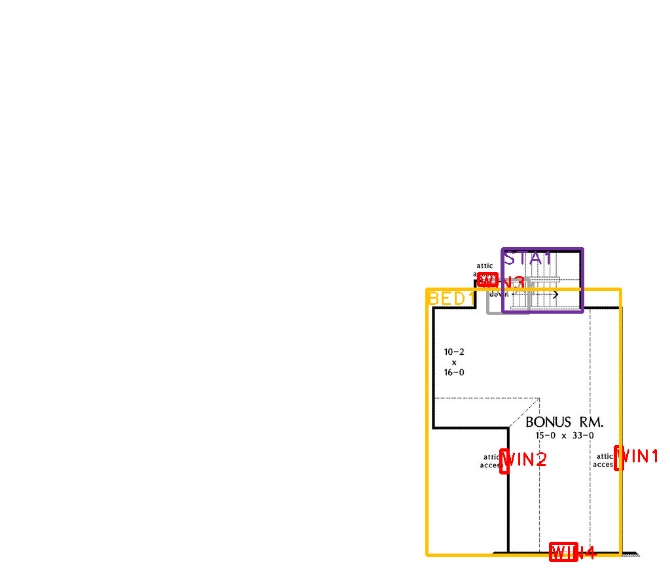 STA1
attic
WIN3
down
BED1
10-2
x
16-0
BONUS RM.
15-0 x 33-0
attic
acces
WIN2
attic
acces
WIN1
WIN4